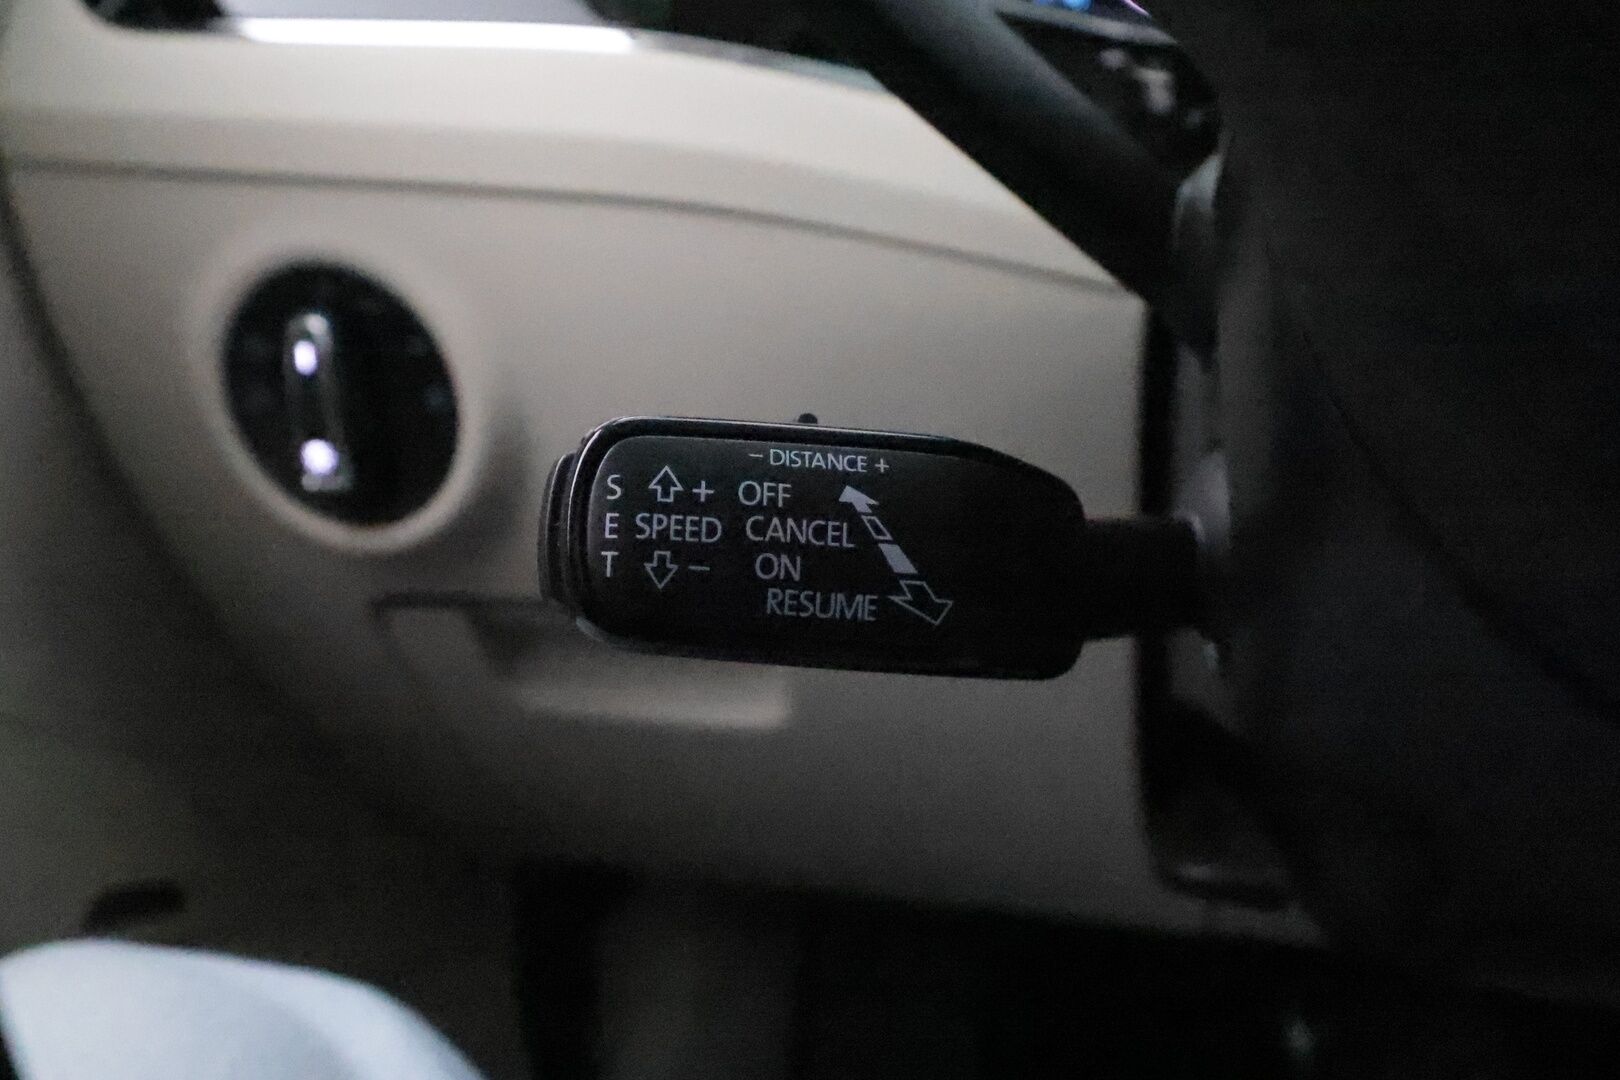 − DISTANCE +
S + OFF
E SPEED CANCEL
T − ON
RESUME